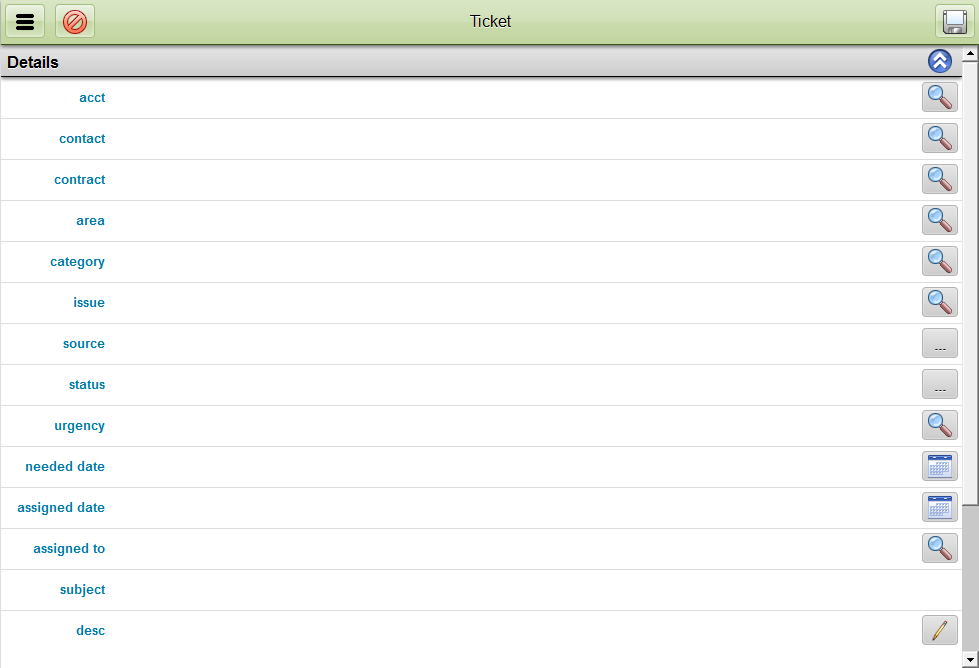 Ticket
Details
acct
contact
contract
area
category
issue
source
...
status
...
urgency
needed date
assigned date
assigned to
subject
desc